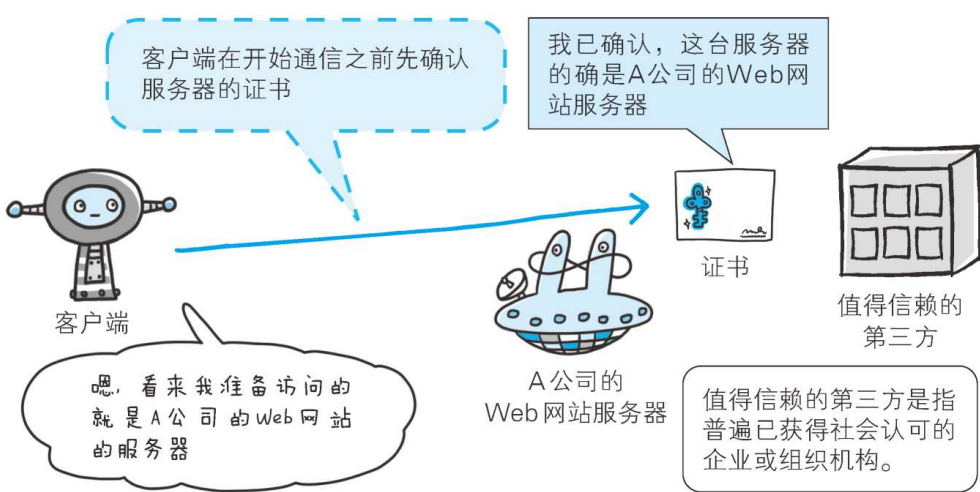 客户端在开始通信之前先确认
服务器的证书
我已确认，这台服务器
的确是A公司的Web网
站服务器
证书
客户端
值得信赖的
第三方
嗯，看来我准备访问的
就是A公司的Web网站
的服务器
A公司的
Web网站服务器
值得信赖的第三方是指
普遍已获得社会认可的
企业或组织机构。